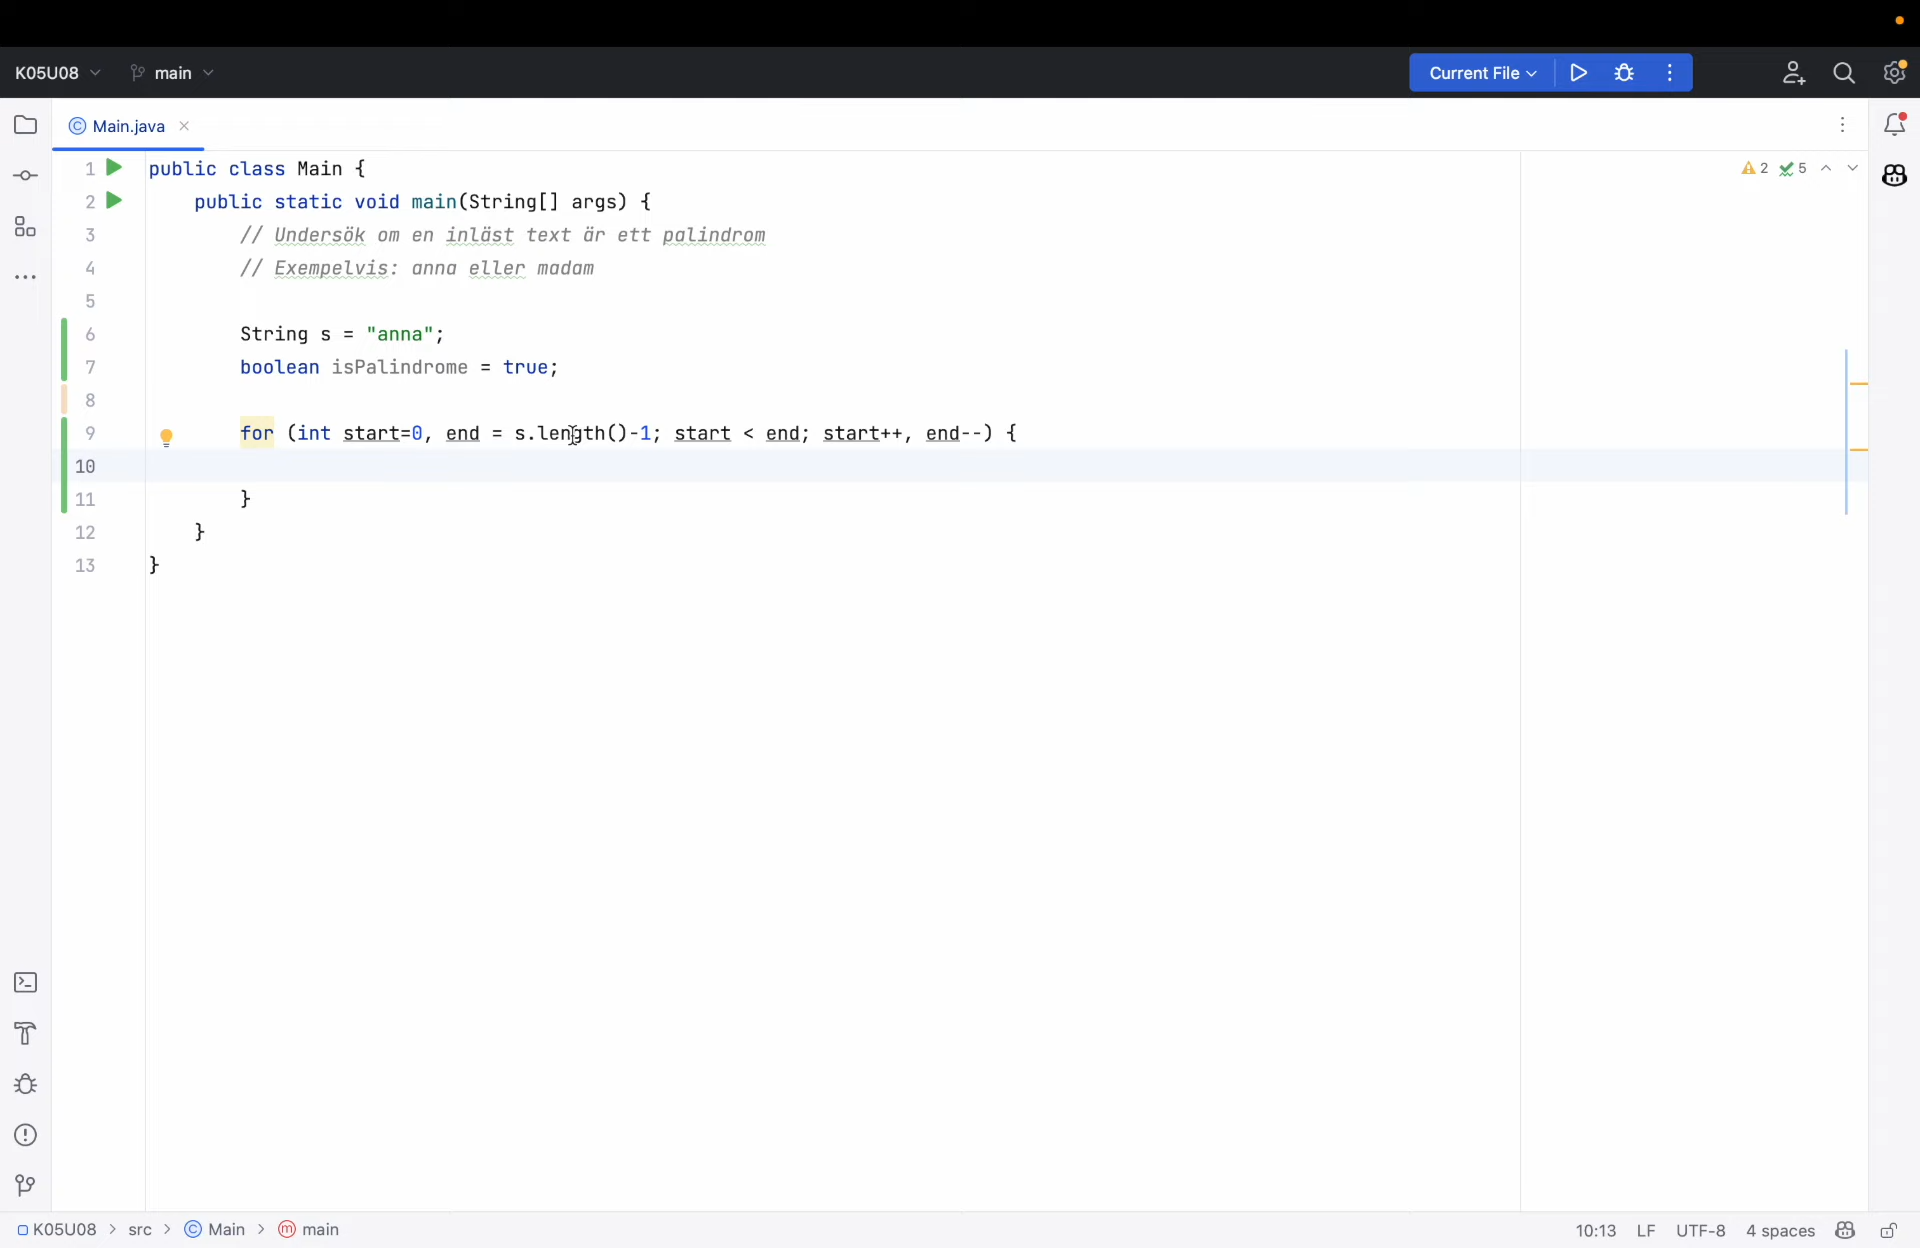 K05U08 main Current File
Main.java
1 public class Main {
2 public static void main(String[] args) {
3 // Undersök om en inläst text är ett palindrom
4 // Exempelvis: anna eller madam
5
6 String s = "anna";
7 boolean isPalindrome = true;
8
9 for (int start=0, end = s.length()-1; start < end; start++, end--) {
10
11 }
12 }
13 }
2 5
K05U08 > src > Main > main 10:13 LF UTF-8 4 spaces